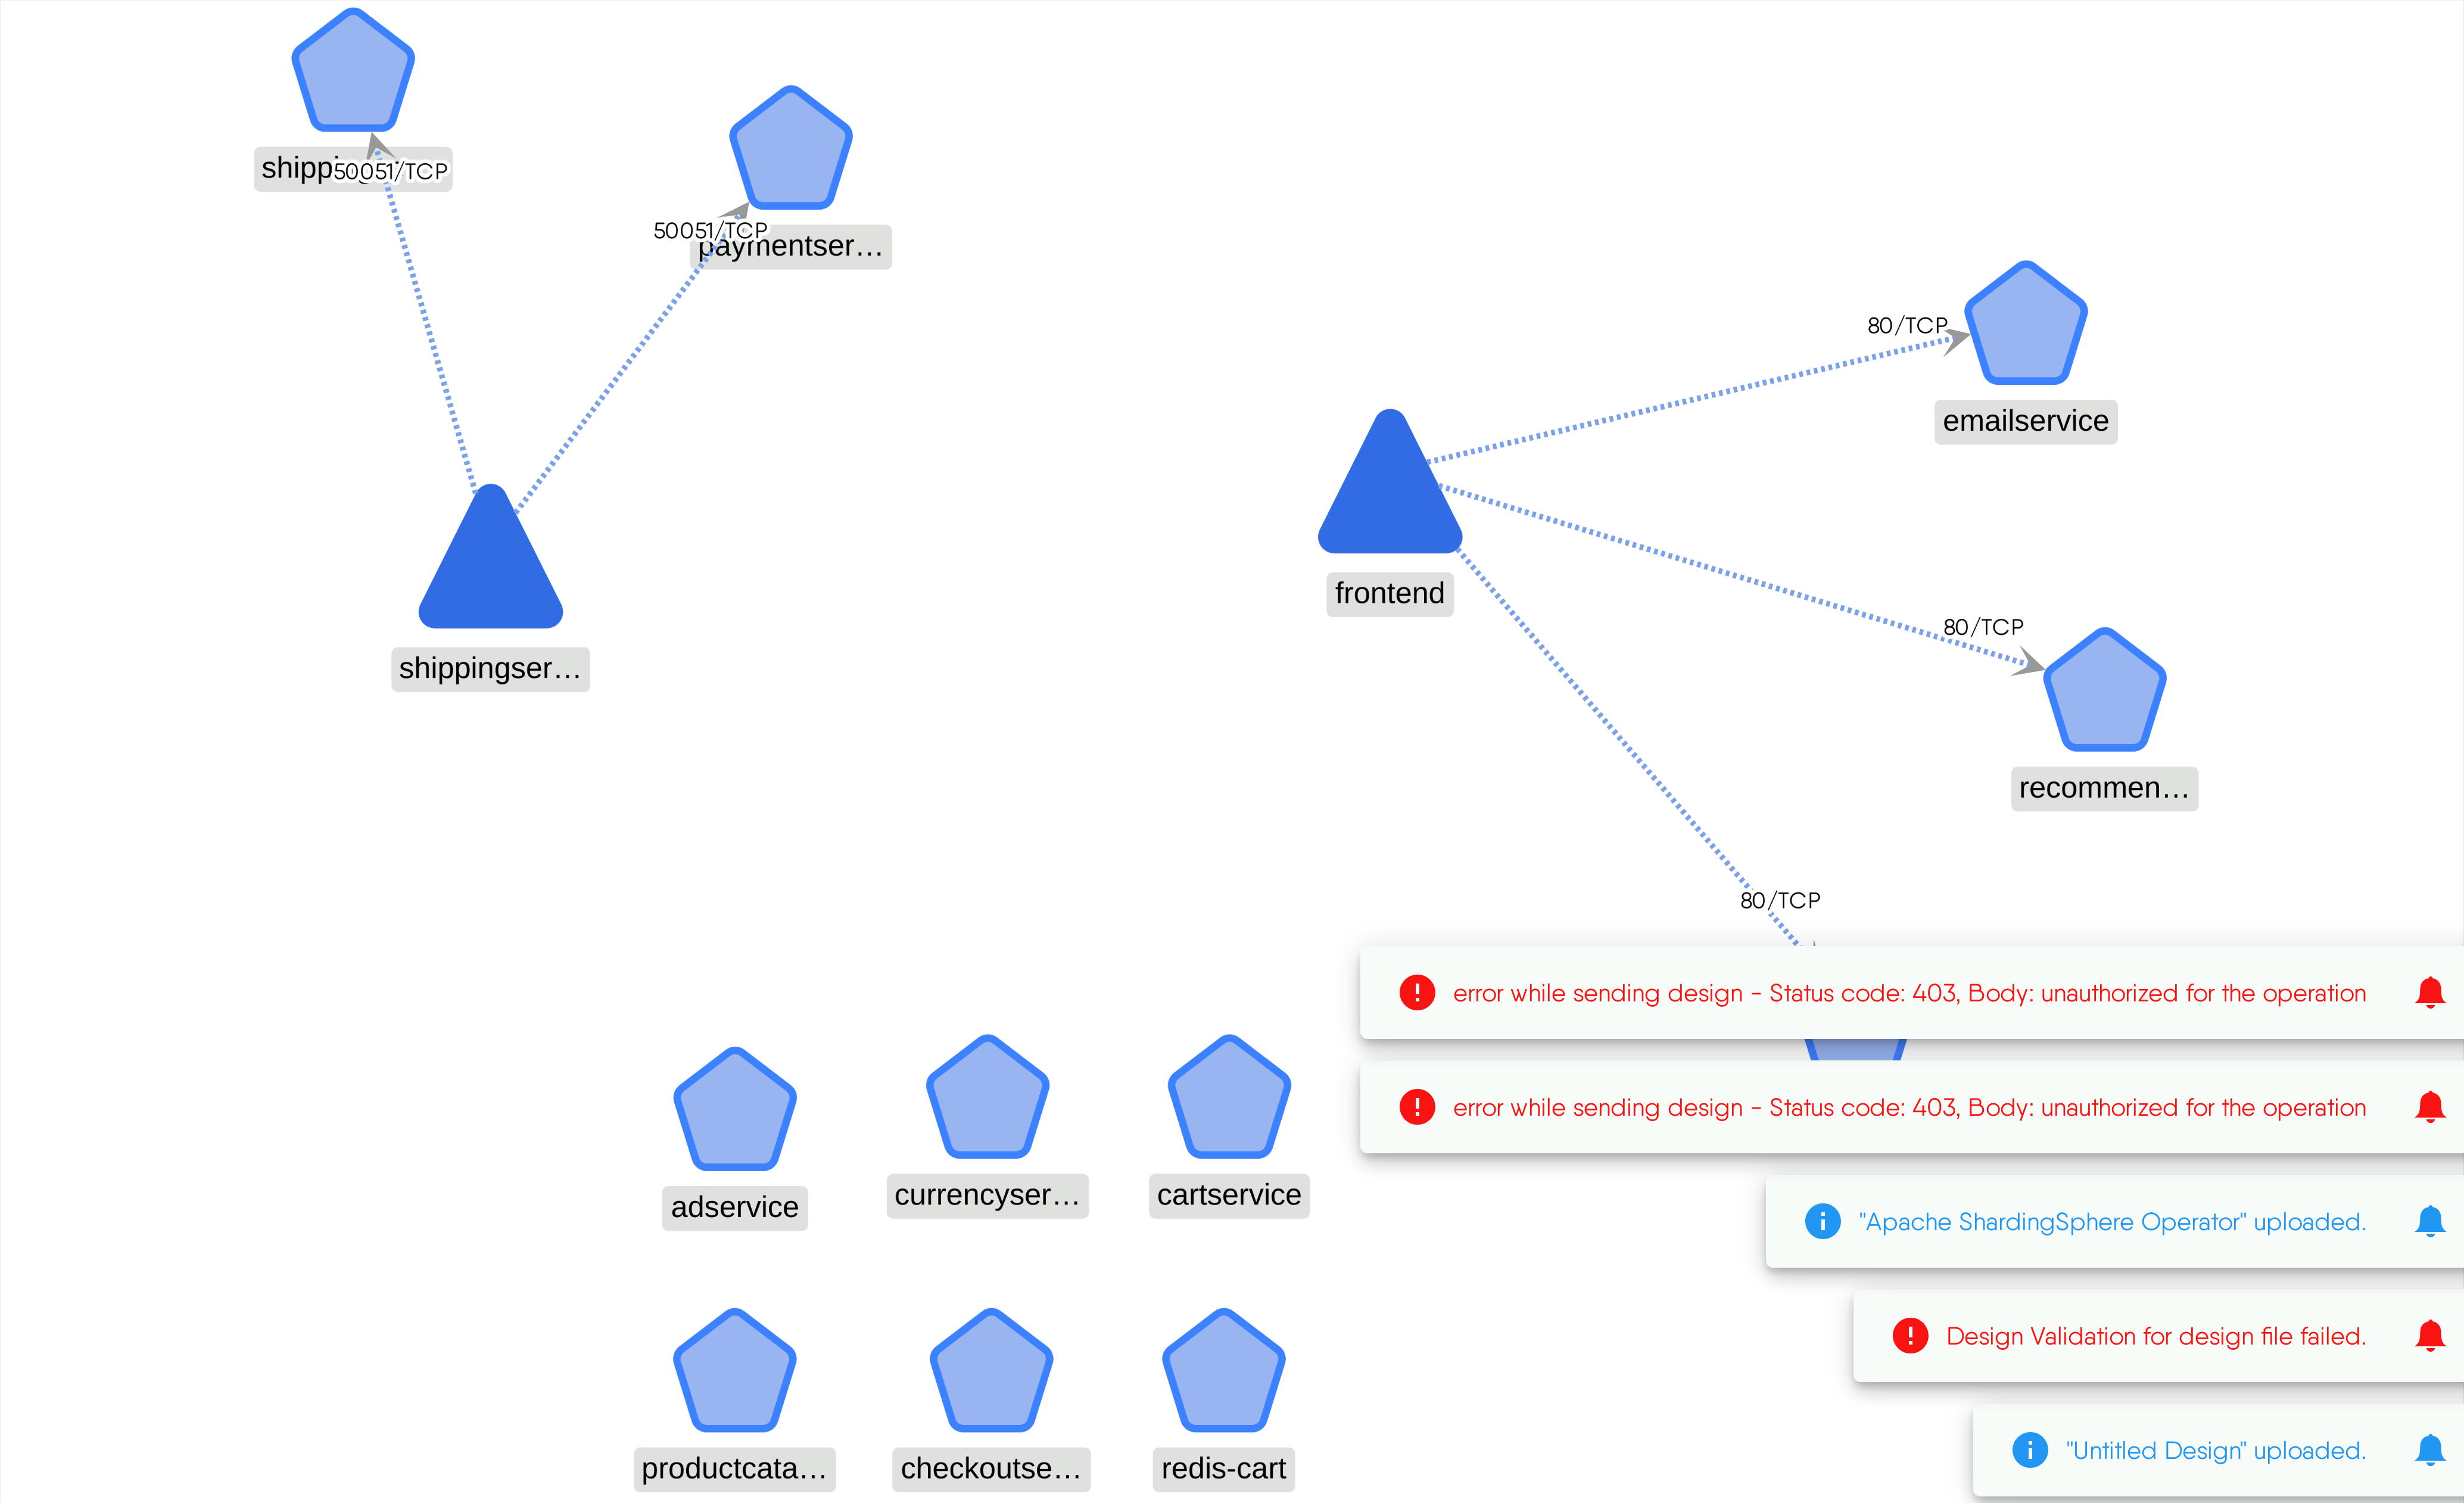 50051/TCP
50051/TCP
paymentser...
80/TCP
emailservice
frontend
shippingser...
80/TCP
recommen...
80/TCP
error while sending design - Status code: 403, Body: unauthorized for the operation
error while sending design - Status code: 403, Body: unauthorized for the operation
adservice
currencyser...
cartservice
"Apache ShardingSphere Operator" uploaded.
Design Validation for design file failed.
productcata...
checkoutse...
redis-cart
"Untitled Design" uploaded.